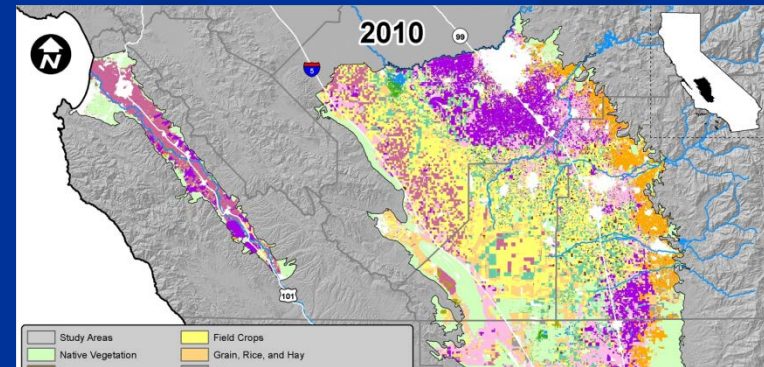 2010
99
5
N
101
Study Areas
Field Crops
Native Vegetation
Grain, Rice, and Hay